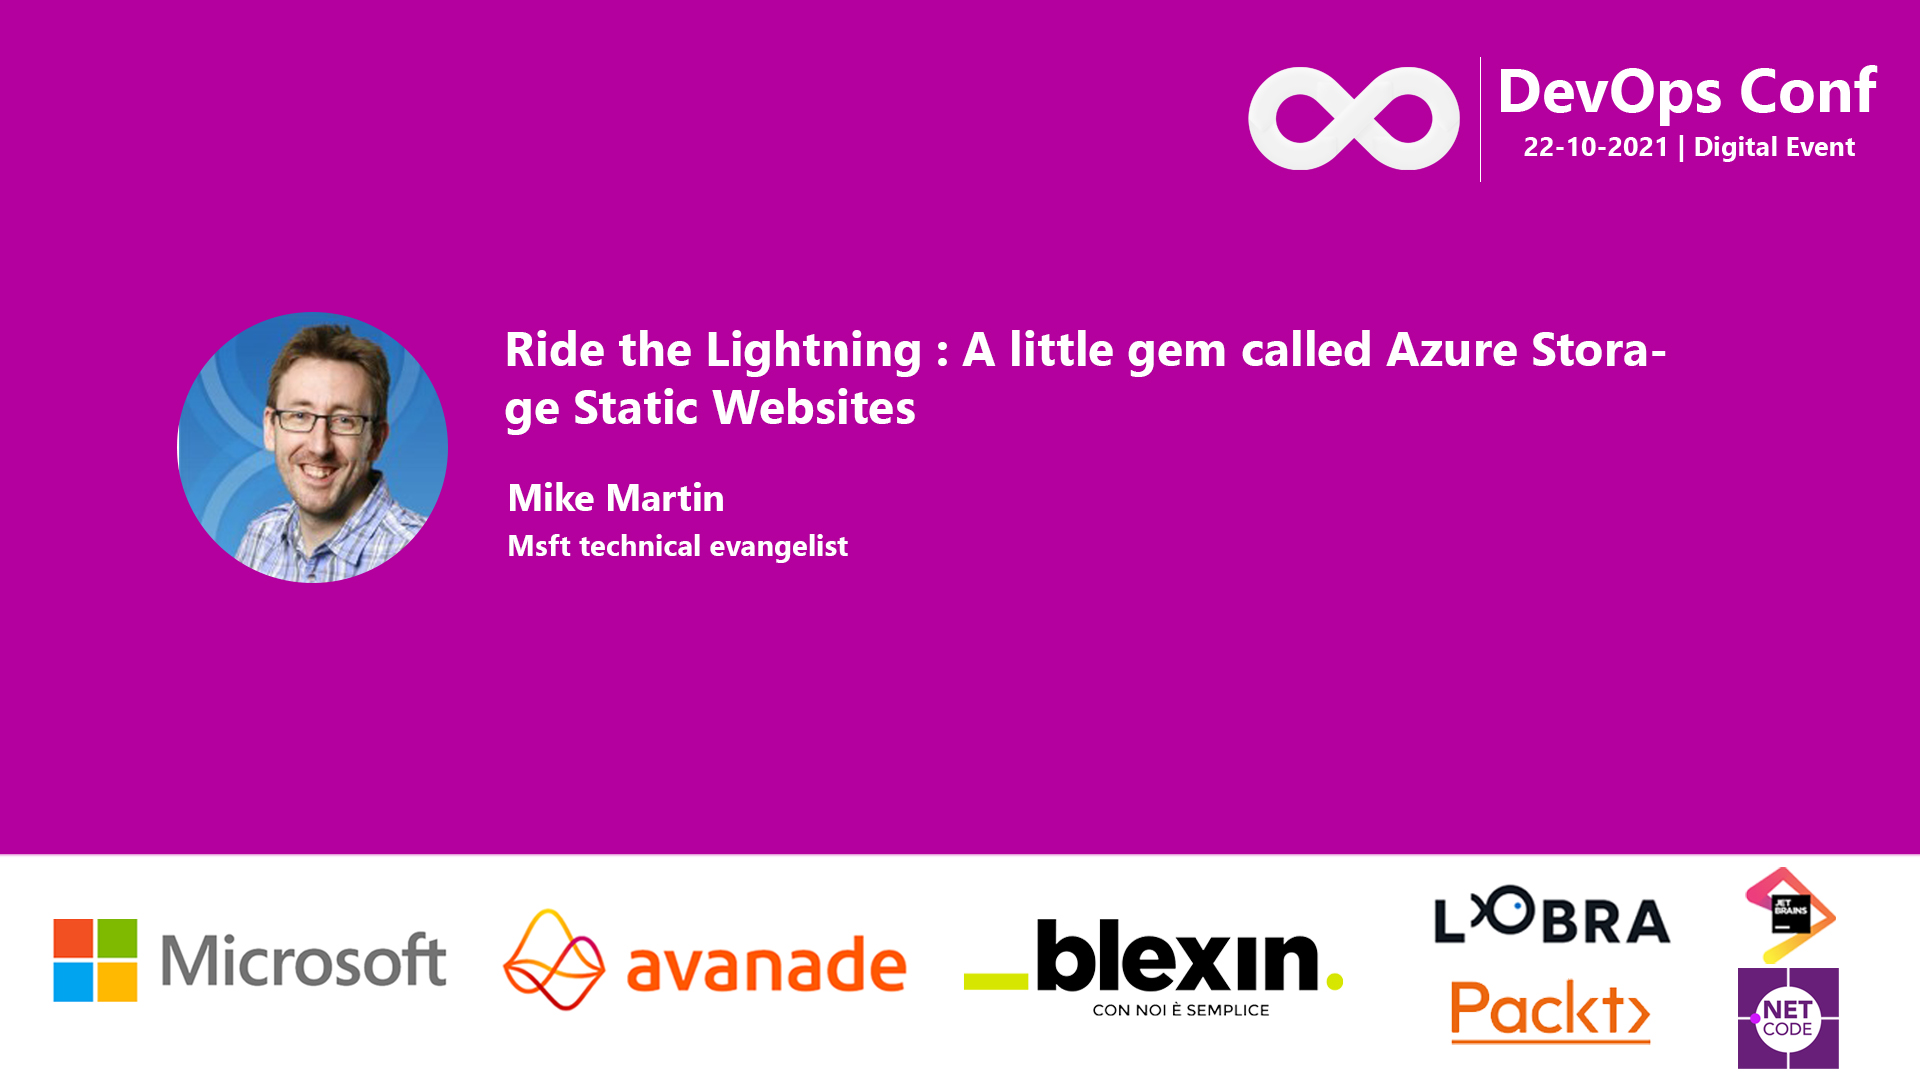 DevOps Conf
22-10-2021 | Digital Event
Ride the Lightning : A little gem called Azure Stora-
ge Static Websites
Mike Martin
Msft technical evangelist
Microsoft
avanade
blexin.
CON NOI È SEMPLICE
LOBRA
Packt
JET
BRAINS
.NET
CODE